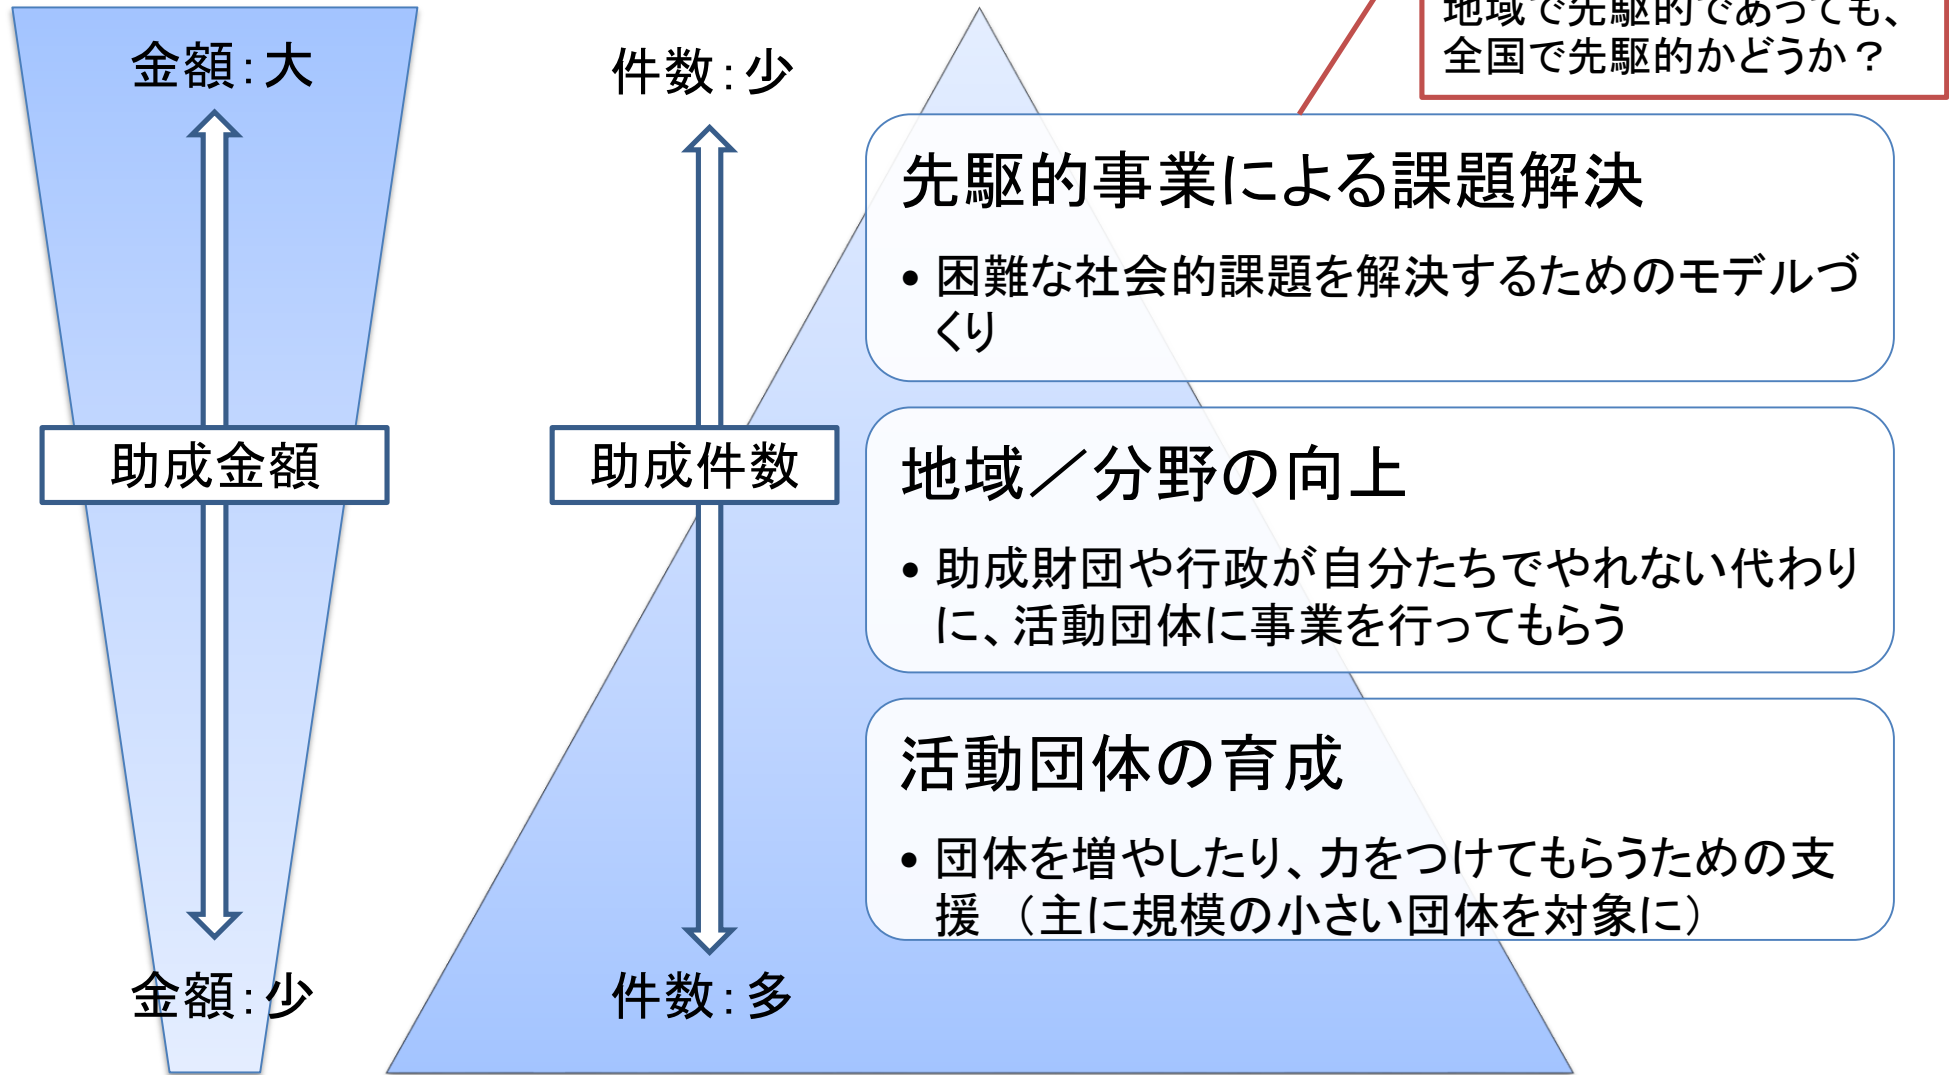 地域で先駆的であっても、
全国で先駆的かどうか？
金額：大
件数：少
先駆的事業による課題解決
• 困難な社会的課題を解決するためのモデルづ
くり
助成金額
助成件数
地域／分野の向上
• 助成財団や行政が自分たちでやれない代わり
に、活動団体に事業を行ってもらう
活動団体の育成
• 団体を増やしたり、力をつけてもらうための支
援　（主に規模の小さい団体を対象に）
金額：少
件数：多